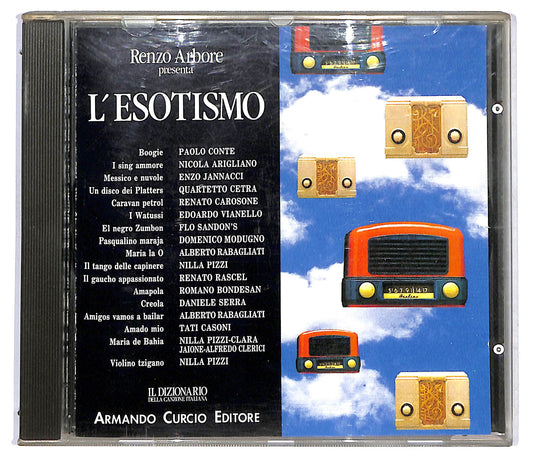 Renzo Arbore
presenta
L'ESOTISMO
Boogie PAOLO CONTE
I sing ammore NICOLA ARIGLIANO
Messico e nuvole ENZO JANNACCI
Un disco dei Platters QUARTETTO CETRA
Caravan petrol RENATO CAROSONE
I Watussi EDOARDO VIANELLO
El negro Zumbon FLO SANDON'S
Pasqualino maraja DOMENICO MODUGNO
Maria la O ALBERTO RABAGLIATI
Il tango delle capinere NILLA PIZZI
Il gaucho appassionato RENATO RASCEL
Amapola ROMANO BONDESAN
Creola DANIELE SERRA
Amigos vamos a bailar ALBERTO RABAGLIATI
Amado mio TATI CASONI
Maria de Bahia NILLA PIZZI-CLARA
JAIONE-ALFREDO CLERICI
Violino tzigano NILLA PIZZI
IL DIZIONARIO
DELLA CANZONE ITALIANA
ARMANDO CURCIO EDITORE